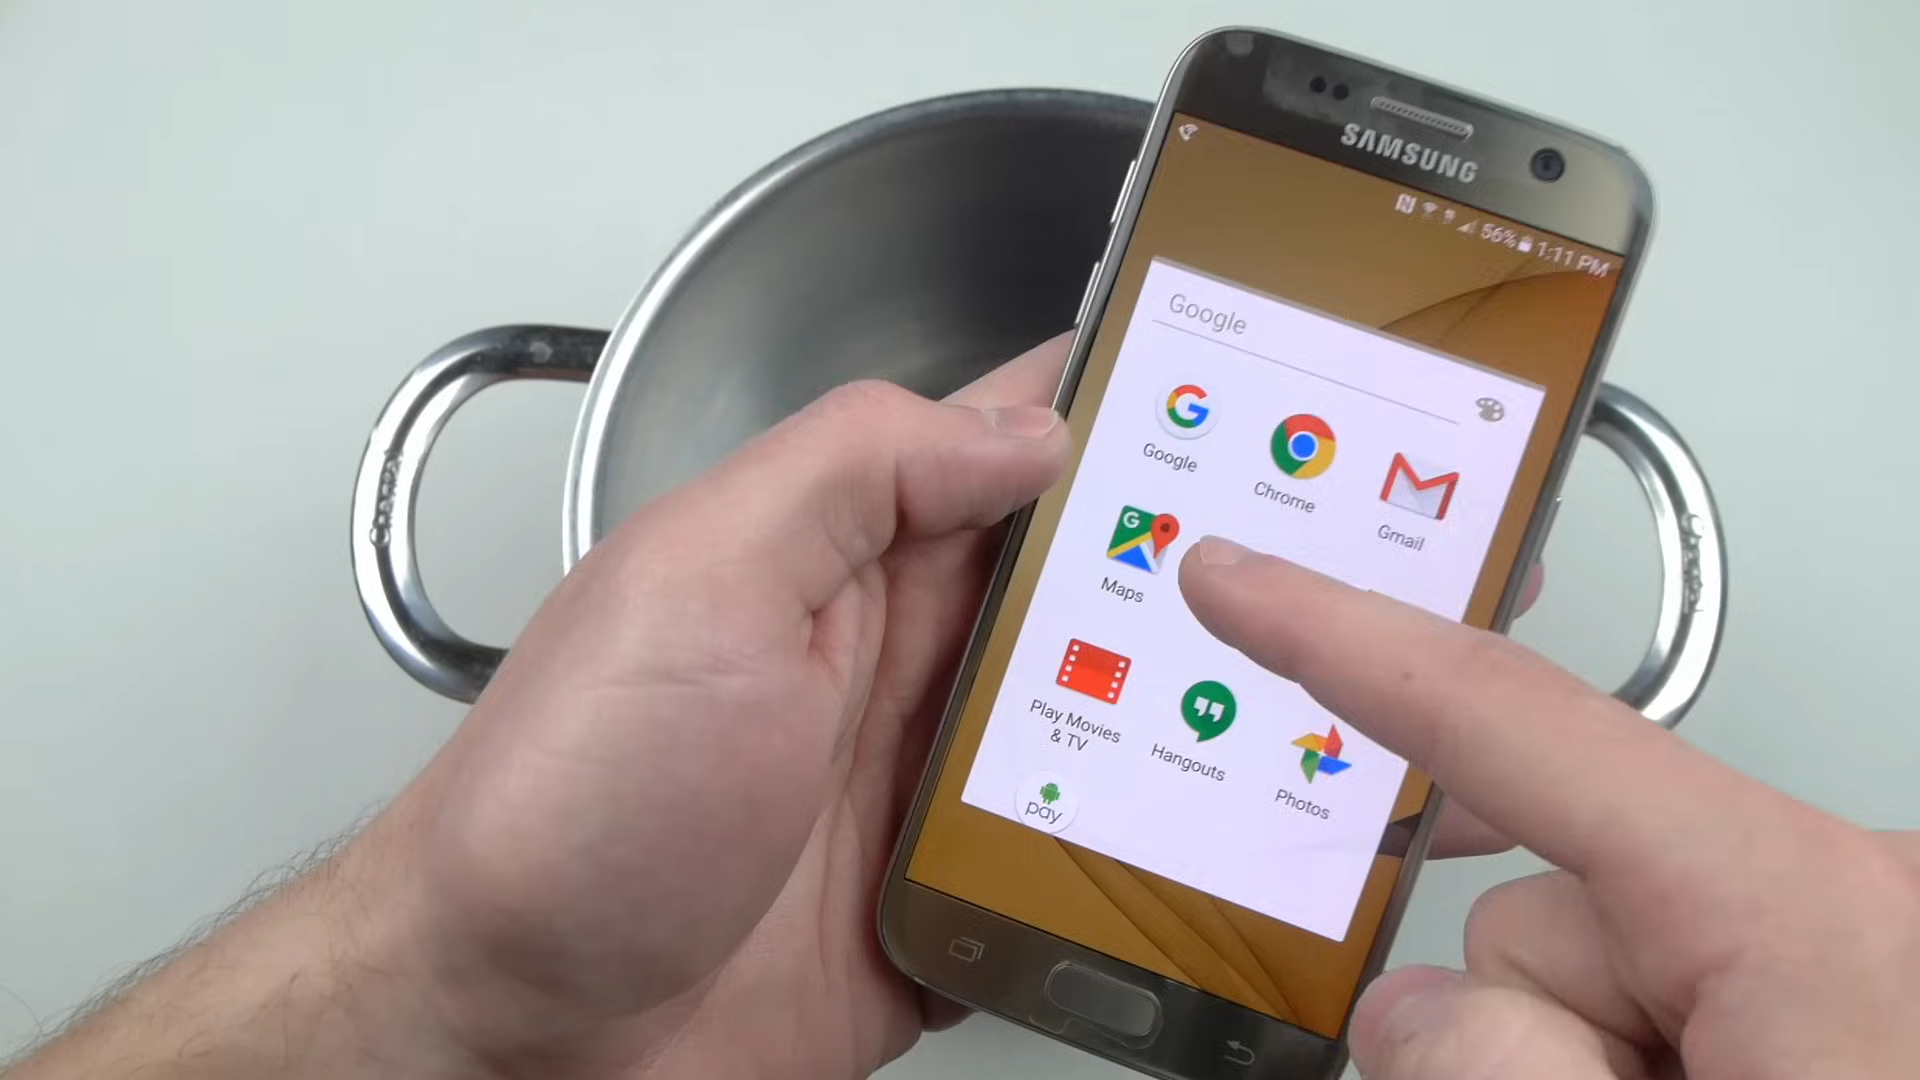 SAMSUNG
56% 1:11 PM
Google
Google
Chrome
Gmail
Maps
Play Movies
& TV
Hangouts
Photos
pay